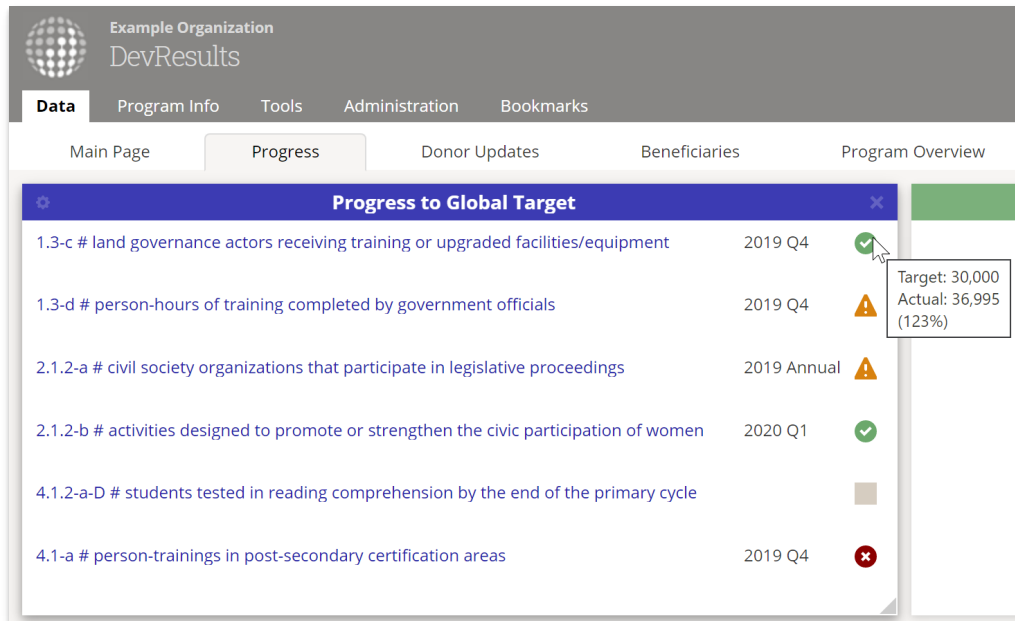 Example Organization
DevResults
Data Program Info Tools Administration Bookmarks
Main Page Progress Donor Updates Beneficiaries Program Overview
Progress to Global Target
1.3-c # land governance actors receiving training or upgraded facilities/equipment 2019 Q4
Target: 30,000
Actual: 36,995
(123%)
1.3-d # person-hours of training completed by government officials 2019 Q4
2.1.2-a # civil society organizations that participate in legislative proceedings 2019 Annual
2.1.2-b # activities designed to promote or strengthen the civic participation of women 2020 Q1
4.1.2-a-D # students tested in reading comprehension by the end of the primary cycle
4.1-a # person-trainings in post-secondary certification areas 2019 Q4